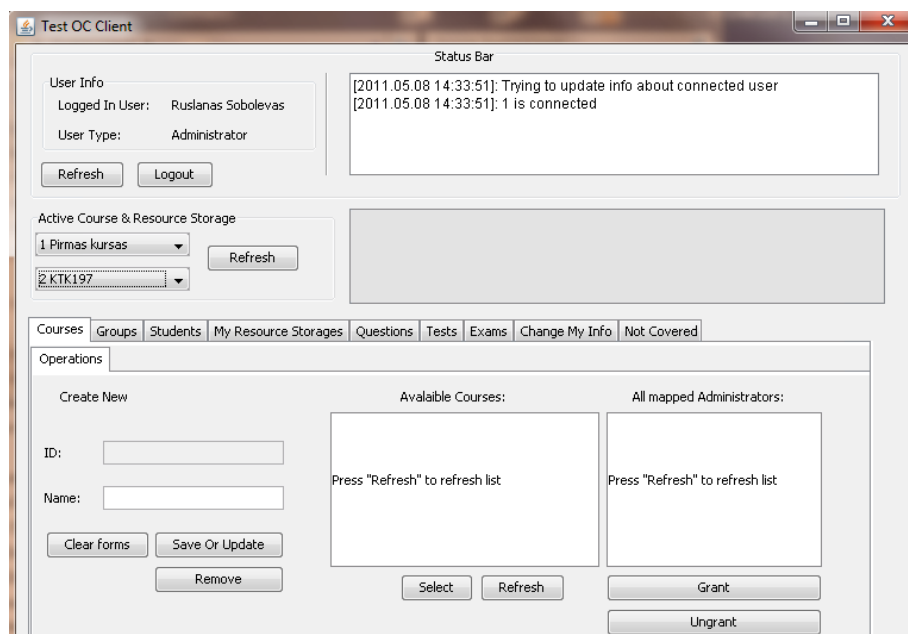 Test OC Client
Status Bar
User Info
Logged In User: Ruslanas Sobolevas
User Type: Administrator
Refresh Logout
[2011.05.08 14:33:51]: Trying to update info about connected user
[2011.05.08 14:33:51]: 1 is connected
Active Course & Resource Storage
1 Pirmas kursas
Refresh
2 KTK197
Courses Groups Students My Resource Storages Questions Tests Exams Change My Info Not Covered
Operations
Create New
ID:
Name:
Clear forms Save Or Update
Remove
Avalaible Courses:
Press "Refresh" to refresh list
Select Refresh
All mapped Administrators:
Press "Refresh" to refresh list
Grant
Ungrant